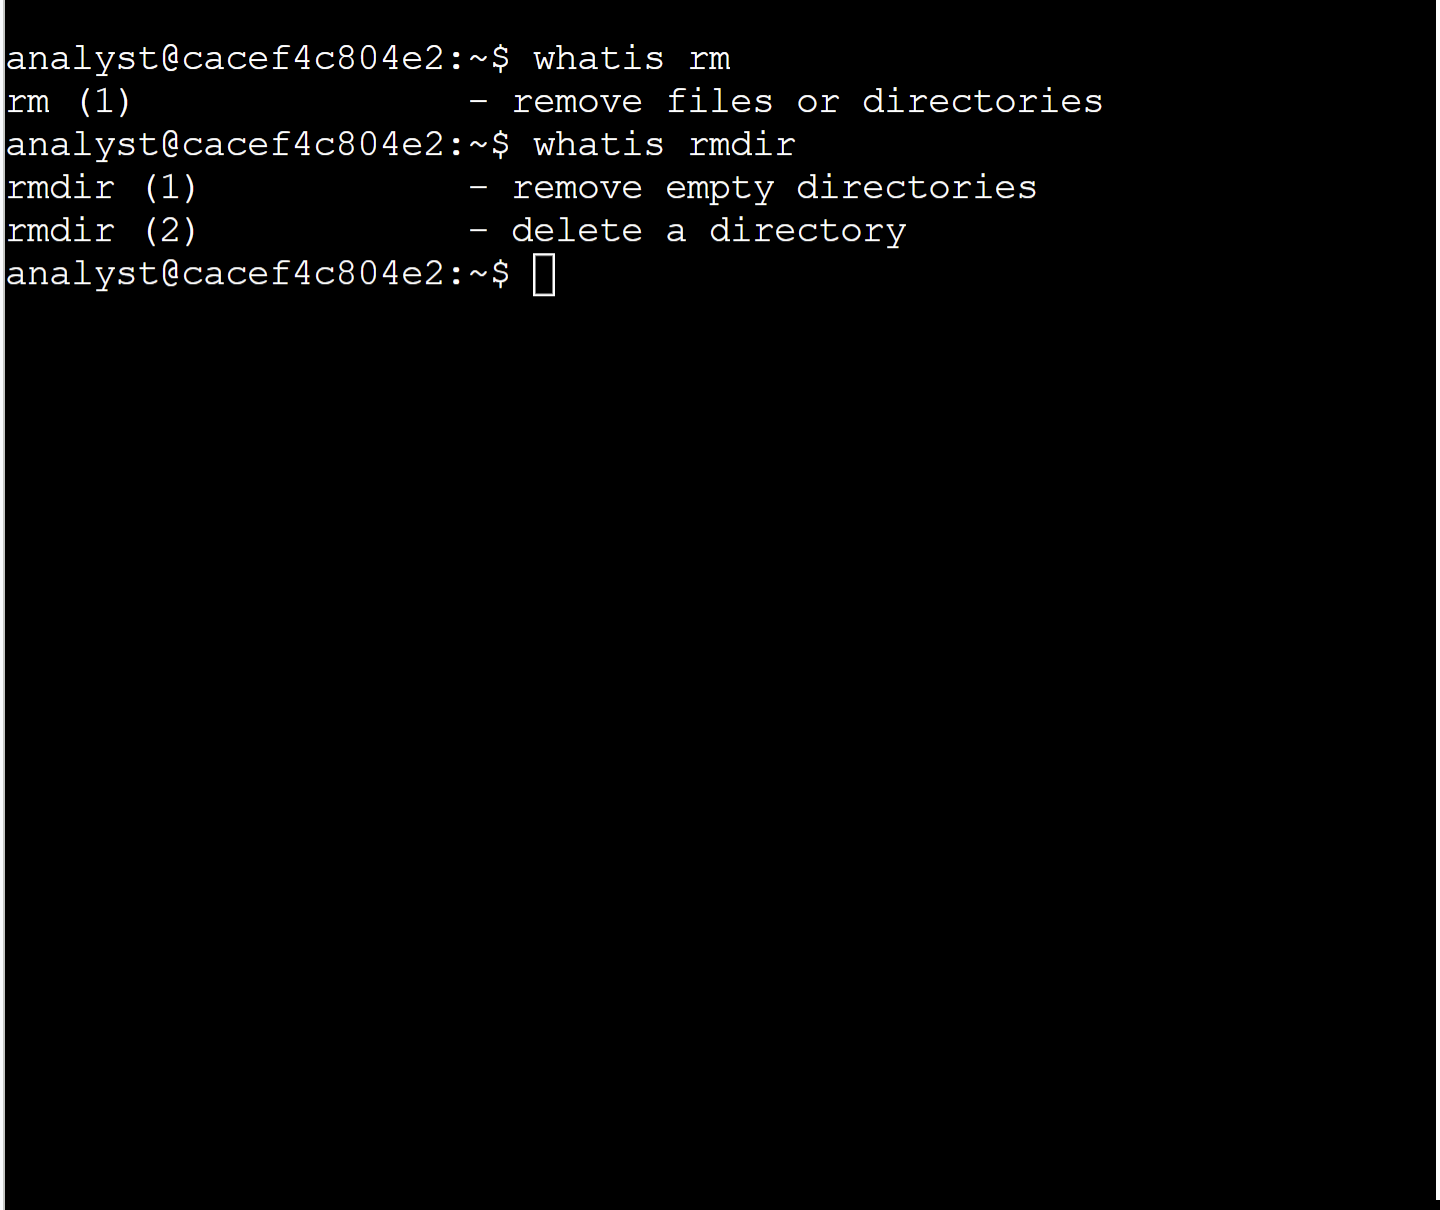 analyst@cacef4c804e2:~$ whatis rm
rm (1)               - remove files or directories
analyst@cacef4c804e2:~$ whatis rmdir
rmdir (1)            - remove empty directories
rmdir (2)            - delete a directory
analyst@cacef4c804e2:~$